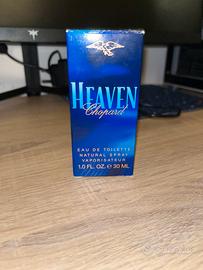 HEAVEN
Chopard
EAU DE TOILETTE
NATURAL SPRAY
VAPORISATEUR
1.0 FL. OZ. e 30 ML